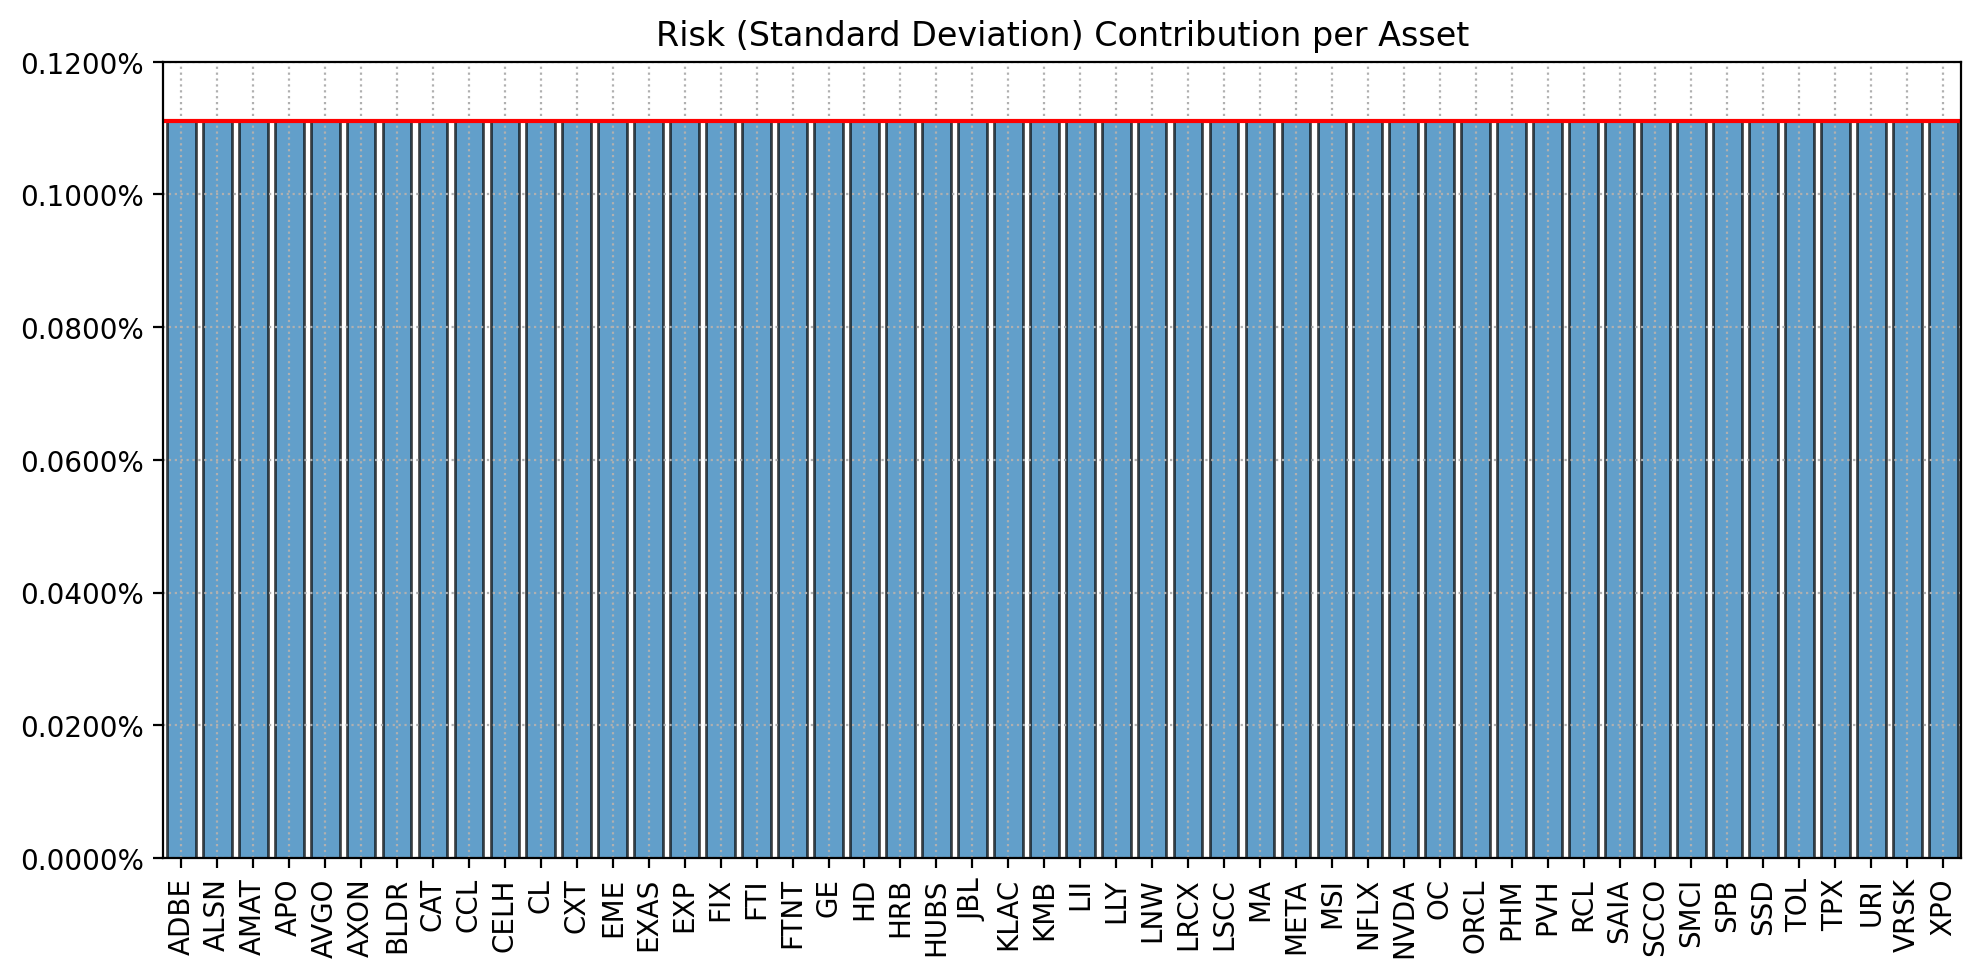 Risk (Standard Deviation) Contribution per Asset
0.1200%
0.1000%
0.0800%
0.0600%
0.0400%
0.0200%
0.0000%
ADBE
ALSN
AMAT
APO
AVGO
AXON
BLDR
CAT
CCL
CELH
CL
CXT
EME
EXAS
EXP
FIX
FTI
FTNT
GE
HD
HRB
HUBS
JBL
KLAC
KMB
LII
LLY
LNW
LRCX
LSCC
MA
META
MSI
NFLX
NVDA
OC
ORCL
PHM
PVH
RCL
SAIA
SCCO
SMCI
SPB
SSD
TOL
TPX
URI
VRSK
XPO